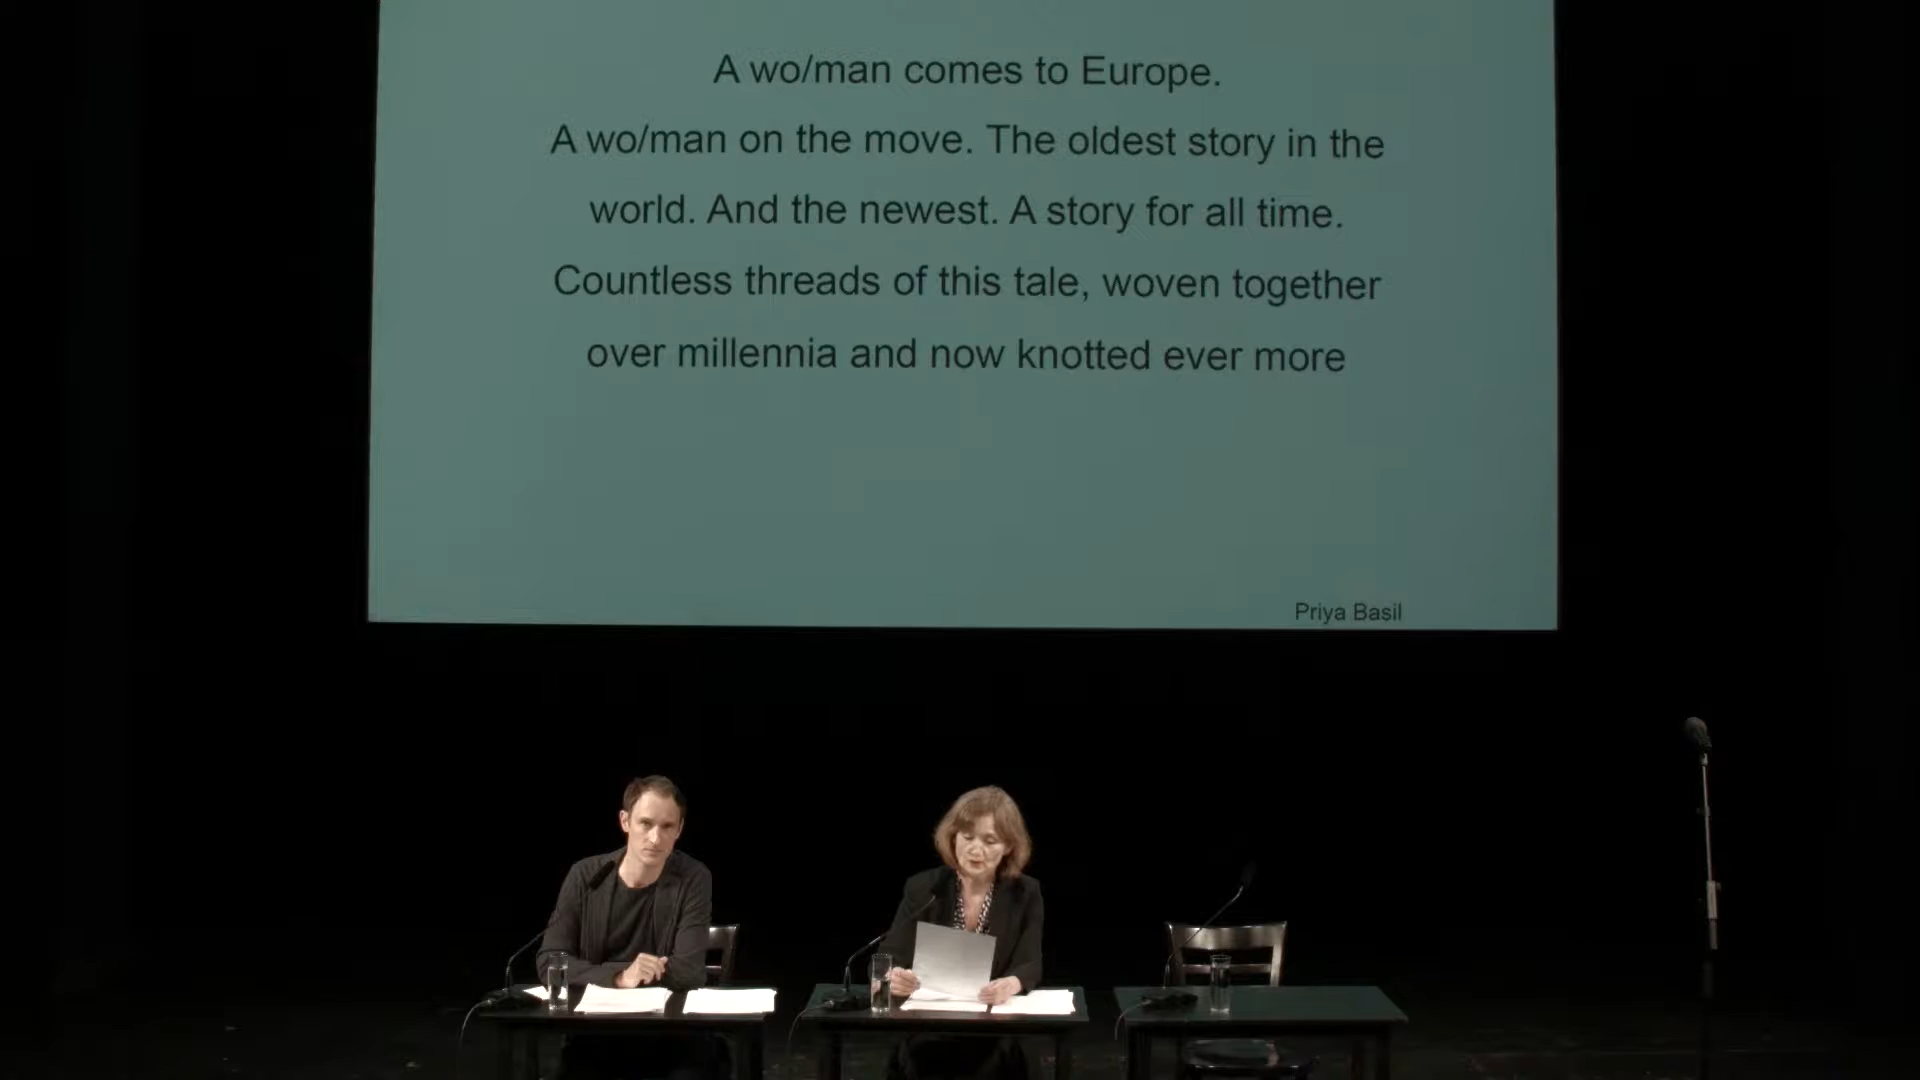 A wo/man comes to Europe.
A wo/man on the move. The oldest story in the
world. And the newest. A story for all time.
Countless threads of this tale, woven together
over millennia and now knotted ever more
Priya Basil